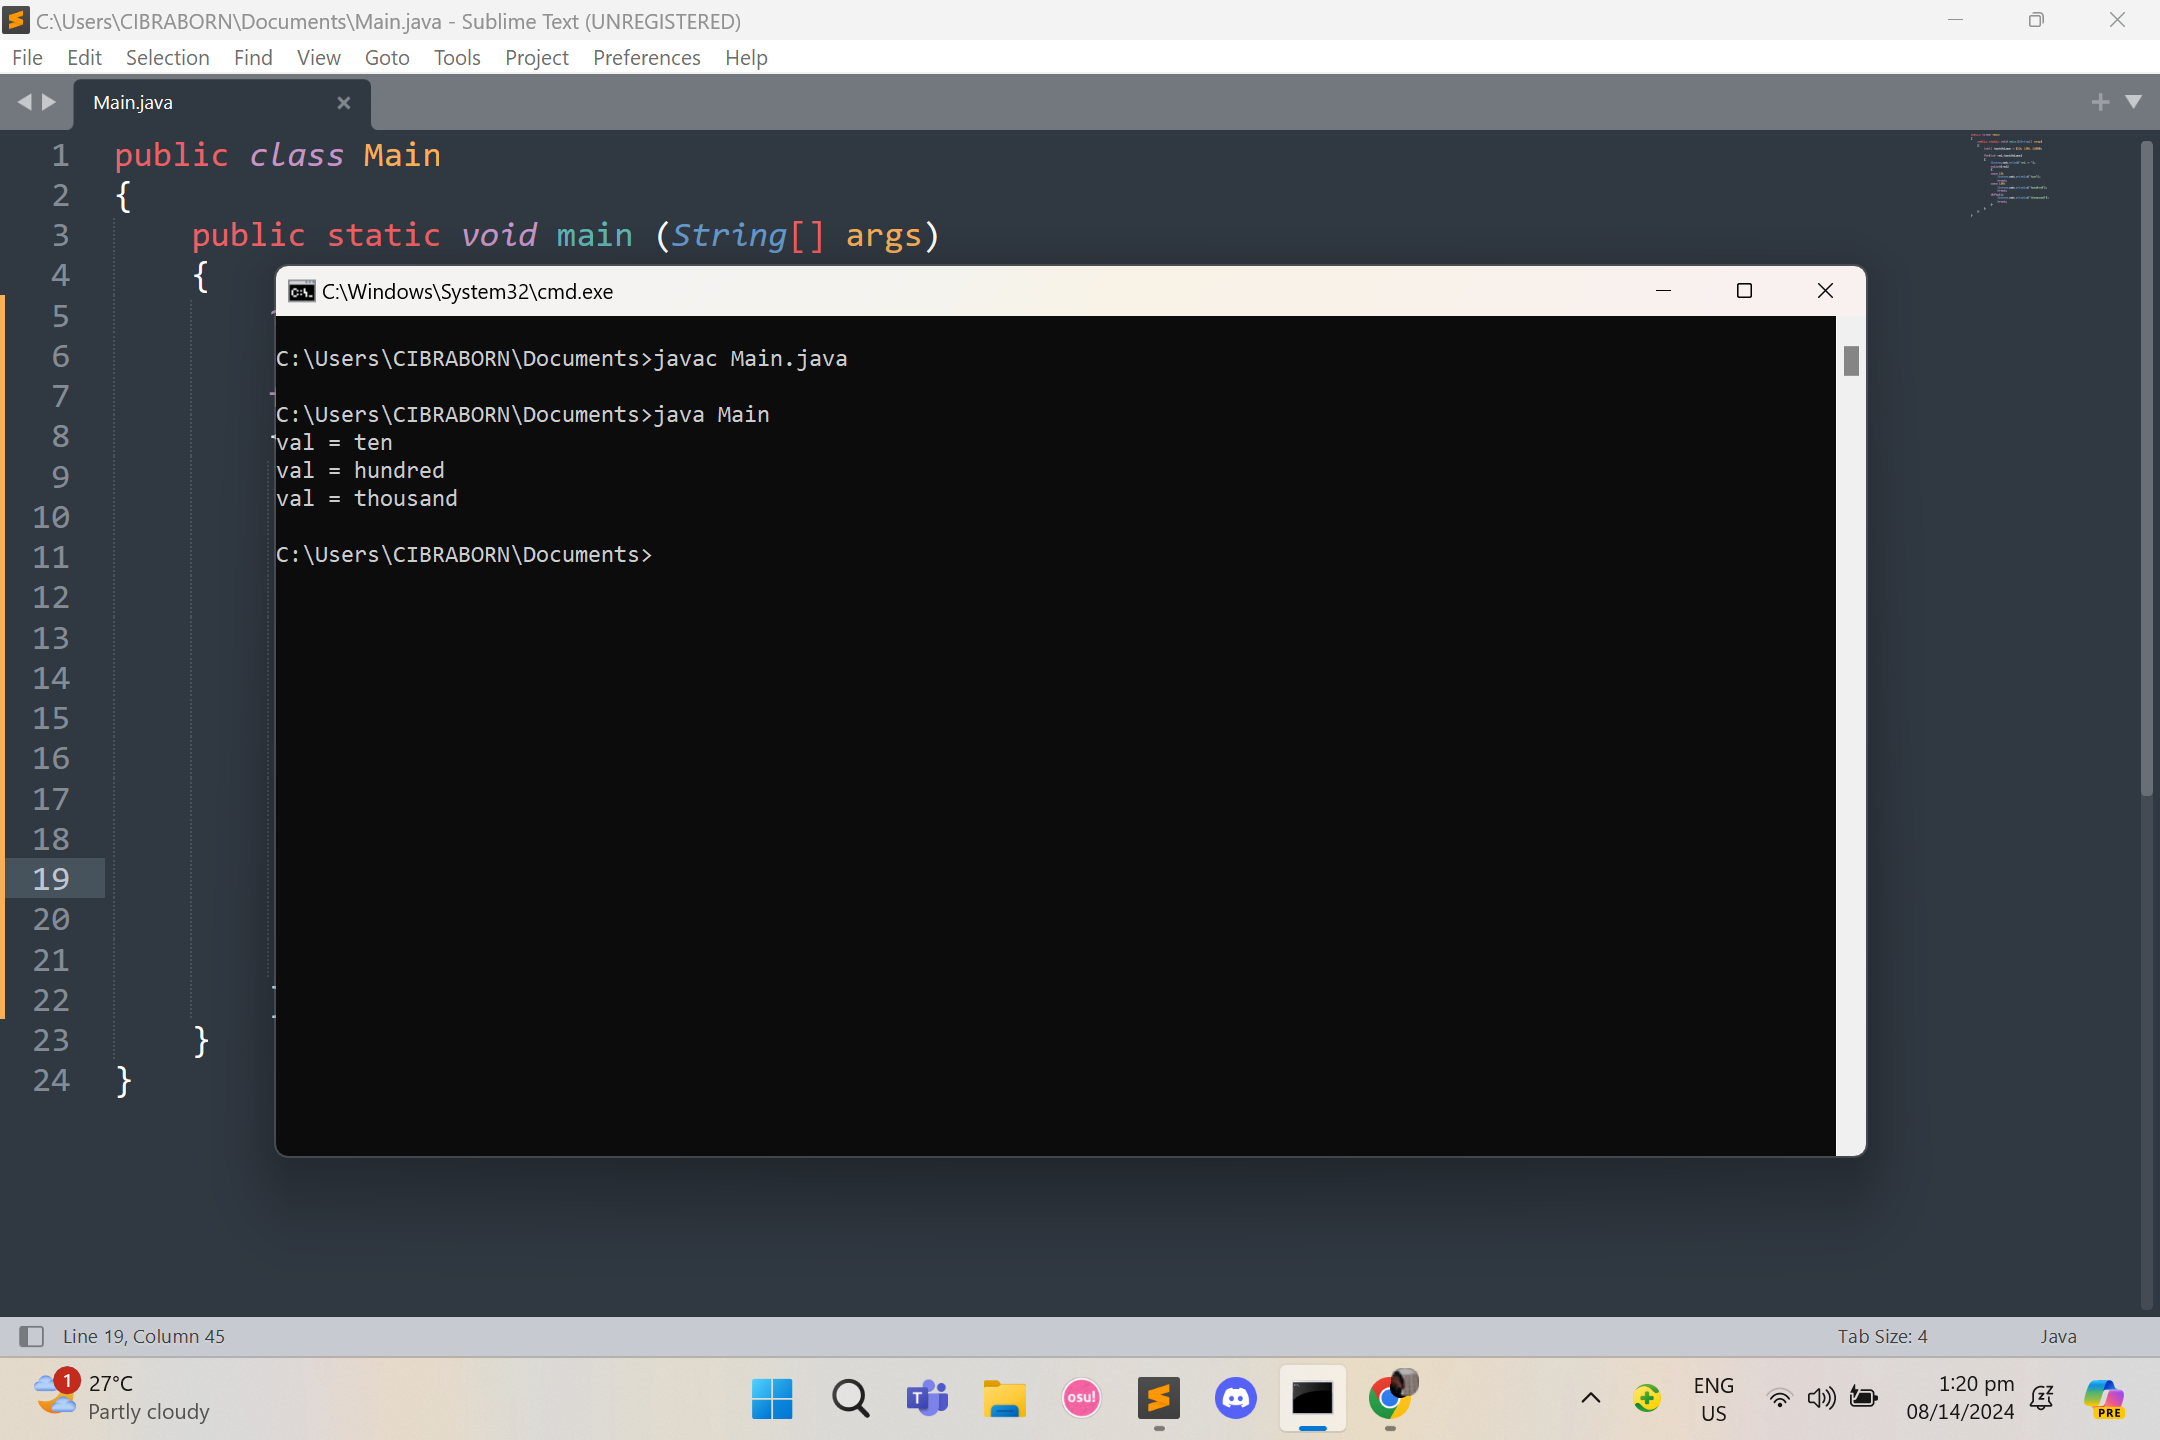 C:\Users\CIBRABORN\Documents\Main.java - Sublime Text (UNREGISTERED)
File Edit Selection Find View Goto Tools Project Preferences Help
Main.java
1 public class Main
2 {
3 public static void main (String[] args)
4 {
C:\Windows\System32\cmd.exe
C:\Users\CIBRABORN\Documents>javac Main.java
C:\Users\CIBRABORN\Documents>java Main
val = ten
val = hundred
val = thousand
C:\Users\CIBRABORN\Documents>
5
6
7
8
9
10
11
12
13
14
15
16
17
18
19
20
21
22
23 }
24 }
Line 19, Column 45
Tab Size: 4
Java
1
27°C
Partly cloudy
osu!
ENG
US
1:20 pm
08/14/2024
PRE